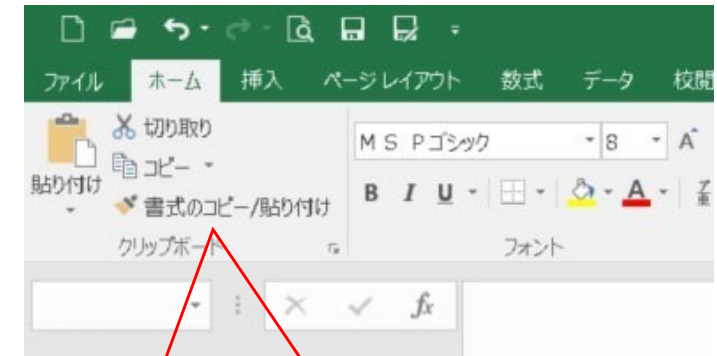 ファイル ホーム 挿入 ページレイアウト 数式 データ 校閲
切り取り
コピー
貼り付け
書式のコピー/貼り付け
クリップボード
ＭＳ Ｐゴシック 8 A
B I U A
フォント
fx